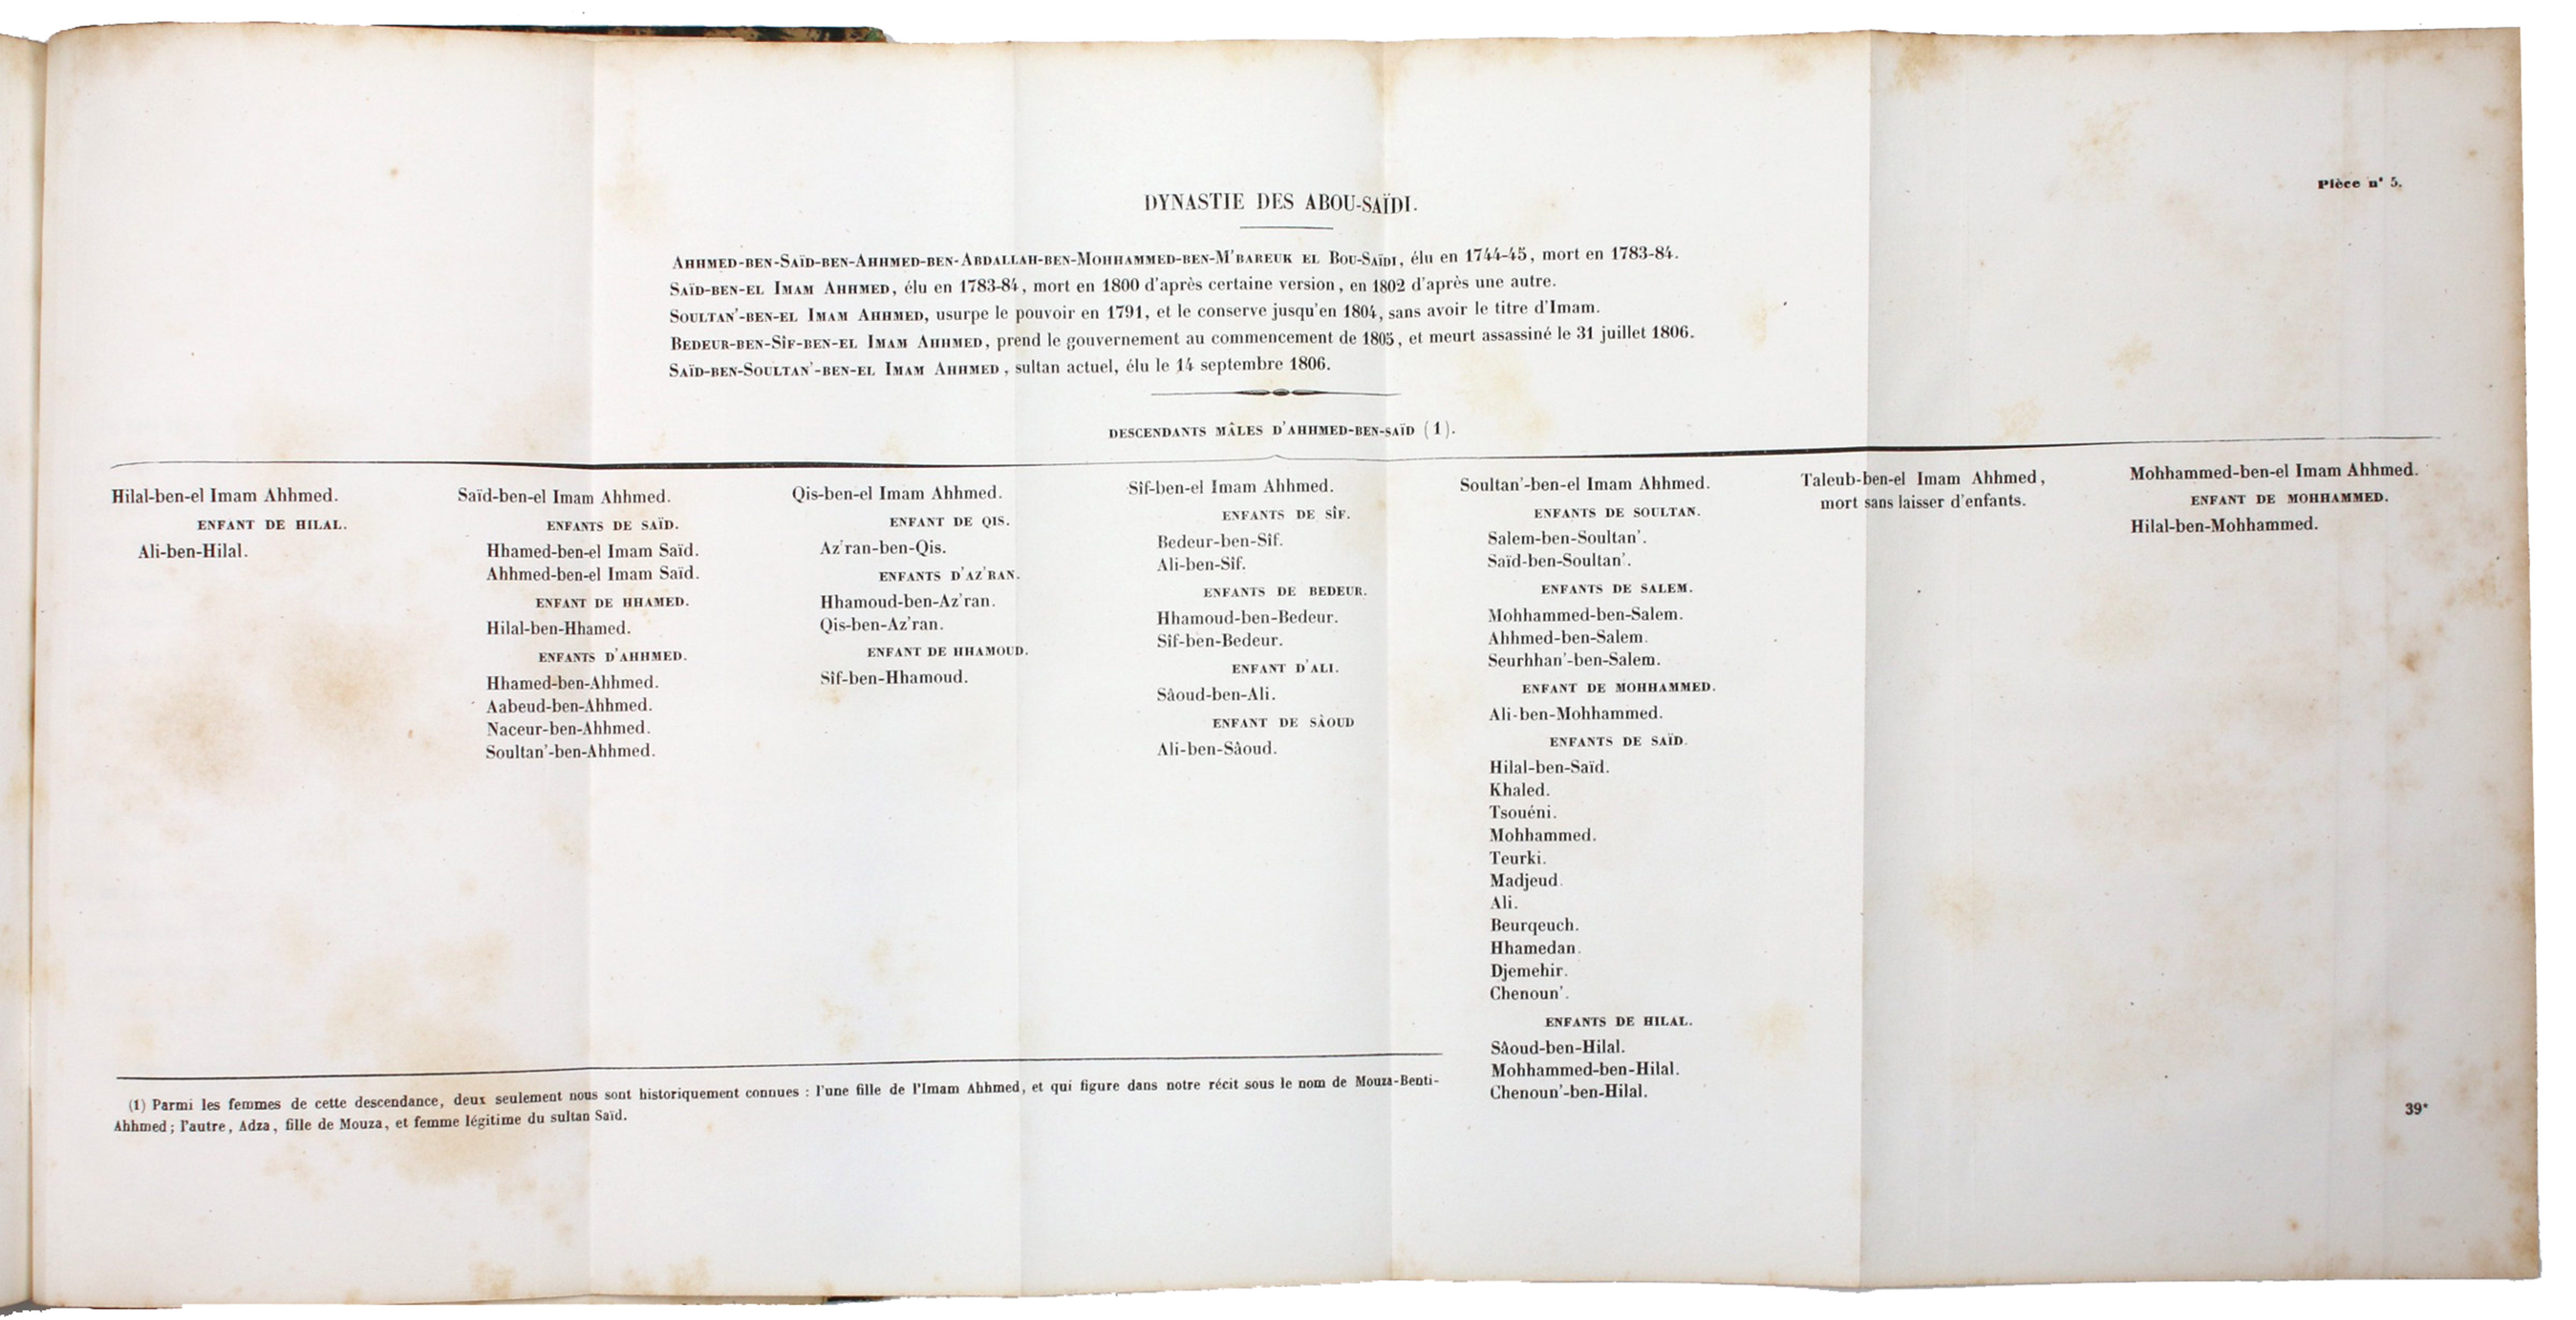 Pièce n° 5.
DYNASTIE DES ABOU-SAÏDI.
AHHMED-BEN-SAÏD-BEN-AHHMED-BEN-ABDALLAH-BEN-MOHHAMMED-BEN-M'BAREUK EL BOU-SAÏDI, élu en 1744-45, mort en 1783-84.
SAÏD-BEN-EL IMAM AHHMED, élu en 1783-84, mort en 1800 d'après certaine version, en 1802 d'après une autre.
SOULTAN'-BEN-EL IMAM AHHMED, usurpe le pouvoir en 1791, et le conserve jusqu'en 1804, sans avoir le titre d'Imam.
BEDEUR-BEN-SÎF-BEN-EL IMAM AHHMED, prend le gouvernement au commencement de 1805, et meurt assassiné le 31 juillet 1806.
SAÏD-BEN-SOULTAN'-BEN-EL IMAM AHHMED, sultan actuel, élu le 14 septembre 1806.
DESCENDANTS MÂLES D'AHHMED-BEN-SAÏD (1).
Hilal-ben-el Imam Ahhmed.
ENFANT DE HILAL.
Ali-ben-Hilal.
Saïd-ben-el Imam Ahhmed.
ENFANTS DE SAÏD.
Hhamed-ben-el Imam Saïd.
Ahhmed-ben-el Imam Saïd.
ENFANT DE HHAMED.
Hilal-ben-Hhamed.
ENFANTS D'AHHMED.
Hhamed-ben-Ahhmed.
Aabeud-ben-Ahhmed.
Naceur-ben-Ahhmed.
Soultan'-ben-Ahhmed.
Qis-ben-el Imam Ahhmed.
ENFANT DE QIS.
Az'ran-ben-Qis.
ENFANTS D'AZ'RAN.
Hhamoud-ben-Az'ran.
Qis-ben-Az'ran.
ENFANT DE HHAMOUD.
Sîf-ben-Hhamoud.
Sîf-ben-el Imam Ahhmed.
ENFANTS DE SÎF.
Bedeur-ben-Sîf.
Ali-ben-Sîf.
ENFANTS DE BEDEUR.
Hhamoud-ben-Bedeur.
Sîf-ben-Bedeur.
ENFANT D'ALI.
Sâoud-ben-Ali.
ENFANT DE SÂOUD
Ali-ben-Sâoud.
Soultan'-ben-el Imam Ahhmed.
ENFANTS DE SOULTAN.
Salem-ben-Soultan'.
Saïd-ben-Soultan'.
ENFANTS DE SALEM.
Mohhammed-ben-Salem.
Ahhmed-ben-Salem.
Seurhhan'-ben-Salem.
ENFANT DE MOHHAMMED.
Ali-ben-Mohhammed.
ENFANTS DE SAÏD.
Hilal-ben-Saïd.
Khaled.
Tsouéni.
Mohhammed.
Teurki.
Madjeud.
Ali.
Beurqeuch.
Hhamedan.
Djemehir.
Chenoun'.
ENFANTS DE HILAL.
Sâoud-ben-Hilal.
Mohhammed-ben-Hilal.
Chenoun'-ben-Hilal.
Taleub-ben-el Imam Ahhmed,
mort sans laisser d'enfants.
Mohhammed-ben-el Imam Ahhmed.
ENFANT DE MOHHAMMED.
Hilal-ben-Mohhammed.
(1) Parmi les femmes de cette descendance, deux seulement nous sont historiquement connues : l'une fille de l'Imam Ahhmed, et qui figure dans notre récit sous le nom de Mouza-Benti-
Ahhmed; l'autre, Adza, fille de Mouza, et femme légitime du sultan Saïd.
39*